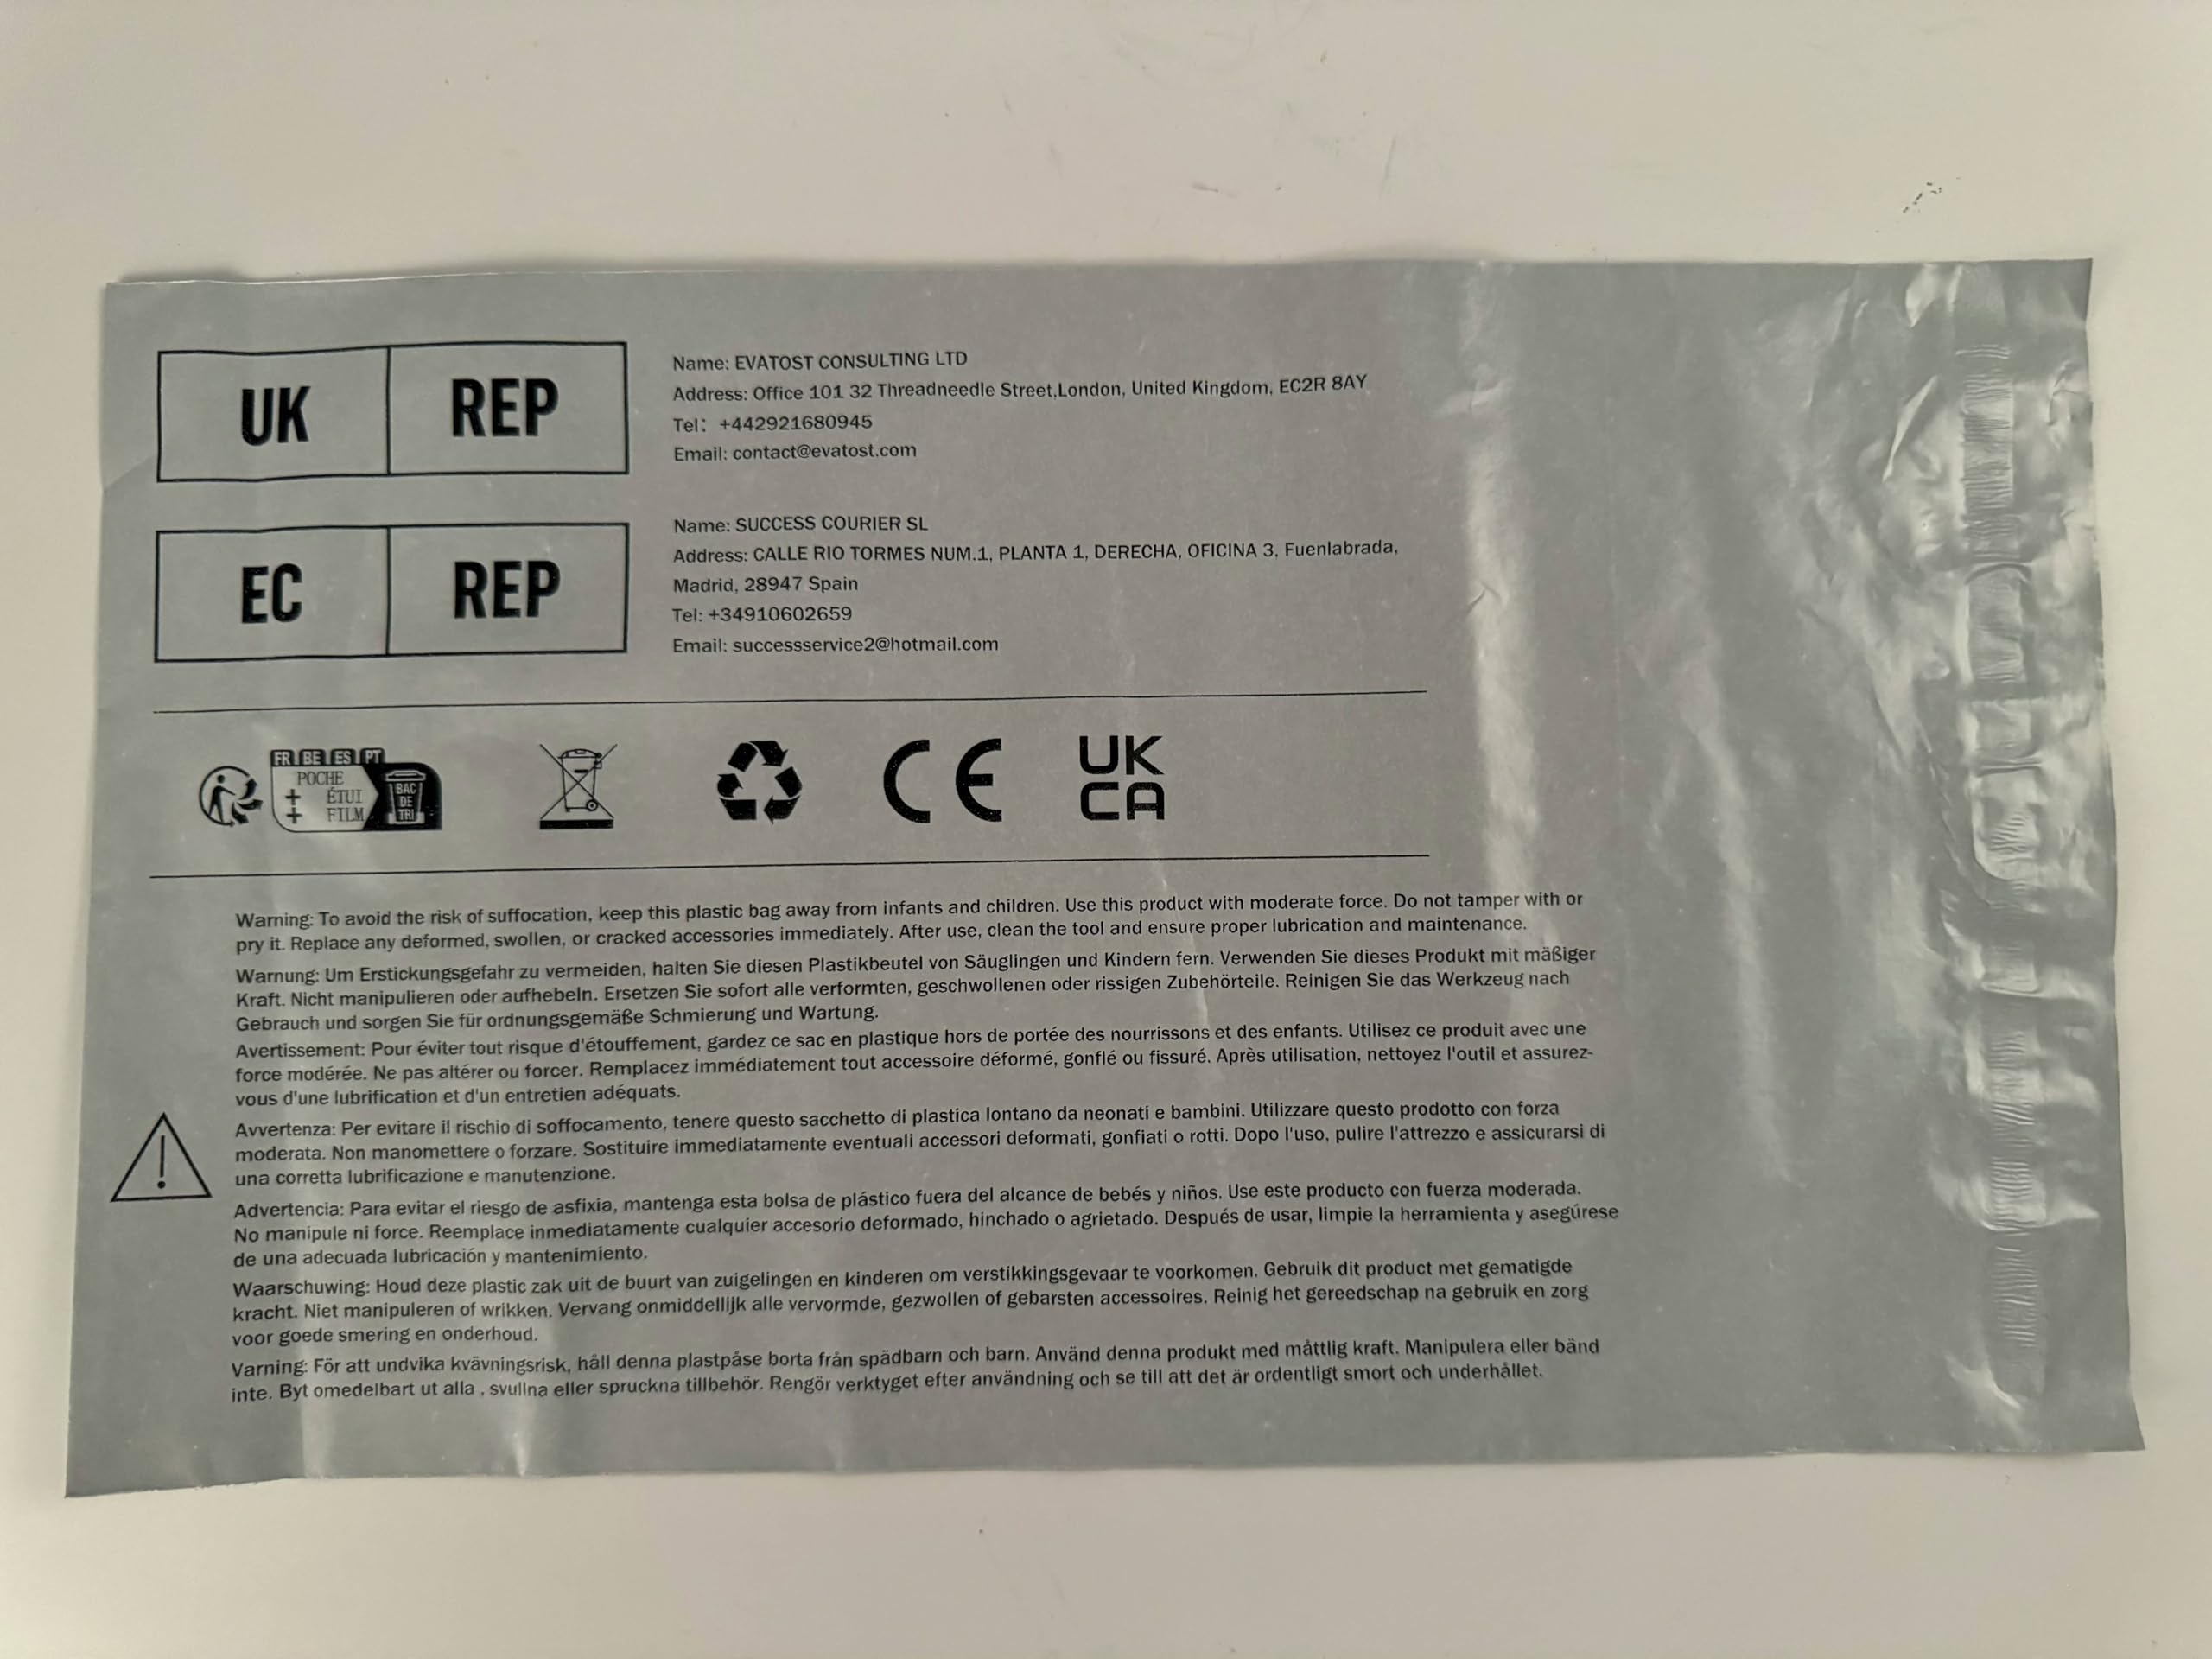 UK REP
Name: EVATOST CONSULTING LTD
Address: Office 101 32 Threadneedle Street,London, United Kingdom, EC2R 8AY
Tel: +442921680945
Email: contact@evatost.com
EC REP
Name: SUCCESS COURIER SL
Address: CALLE RIO TORMES NUM.1, PLANTA 1, DERECHA, OFICINA 3, Fuenlabrada,
Madrid, 28947 Spain
Tel: +34910602659
Email: successservice2@hotmail.com
FR BE ES PT
POCHE
+ ÉTUI
+ FILM
BAC
DE
TRI
CE
UK
CA
Warning: To avoid the risk of suffocation, keep this plastic bag away from infants and children. Use this product with moderate force. Do not tamper with or
pry it. Replace any deformed, swollen, or cracked accessories immediately. After use, clean the tool and ensure proper lubrication and maintenance.
Warnung: Um Erstickungsgefahr zu vermeiden, halten Sie diesen Plastikbeutel von Säuglingen und Kindern fern. Verwenden Sie dieses Produkt mit mäßiger
Kraft. Nicht manipulieren oder aufhebeln. Ersetzen Sie sofort alle verformten, geschwollenen oder rissigen Zubehörteile. Reinigen Sie das Werkzeug nach
Gebrauch und sorgen Sie für ordnungsgemäße Schmierung und Wartung.
Avertissement: Pour éviter tout risque d'étouffement, gardez ce sac en plastique hors de portée des nourrissons et des enfants. Utilisez ce produit avec une
force modérée. Ne pas altérer ou forcer. Remplacez immédiatement tout accessoire déformé, gonflé ou fissuré. Après utilisation, nettoyez l'outil et assurez-
vous d'une lubrification et d'un entretien adéquats.
Avvertenza: Per evitare il rischio di soffocamento, tenere questo sacchetto di plastica lontano da neonati e bambini. Utilizzare questo prodotto con forza
moderata. Non manomettere o forzare. Sostituire immediatamente eventuali accessori deformati, gonfiati o rotti. Dopo l'uso, pulire l'attrezzo e assicurarsi di
una corretta lubrificazione e manutenzione.
Advertencia: Para evitar el riesgo de asfixia, mantenga esta bolsa de plástico fuera del alcance de bebés y niños. Use este producto con fuerza moderada.
No manipule ni force. Reemplace inmediatamente cualquier accesorio deformado, hinchado o agrietado. Después de usar, limpie la herramienta y asegúrese
de una adecuada lubricación y mantenimiento.
Waarschuwing: Houd deze plastic zak uit de buurt van zuigelingen en kinderen om verstikkingsgevaar te voorkomen. Gebruik dit product met gematigde
kracht. Niet manipuleren of wrikken. Vervang onmiddellijk alle vervormde, gezwollen of gebarsten accessoires. Reinig het gereedschap na gebruik en zorg
voor goede smering en onderhoud.
Varning: För att undvika kvävningsrisk, håll denna plastpåse borta från spädbarn och barn. Använd denna produkt med måttlig kraft. Manipulera eller bänd
inte. Byt omedelbart ut alla , svullna eller spruckna tillbehör. Rengör verktyget efter användning och se till att det är ordentligt smort och underhållet.